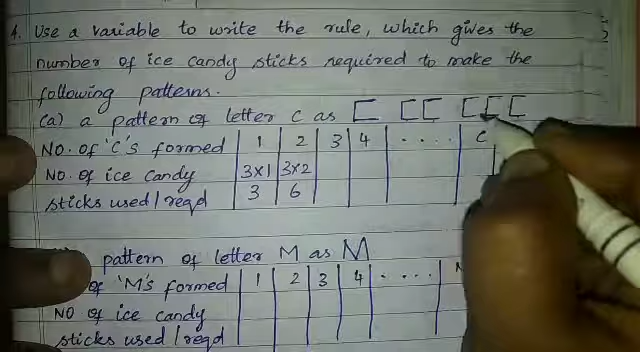 4. Use a variable to write the rule, which gives the
number of ice candy sticks required to make the
following patterns.
(a) a pattern of letter C as
No. of 'C's formed 1 2 3 4 .... C
No. of ice candy 3x1 3x2
sticks used/reqd 3 6
pattern of letter M as M
of 'M's formed 1 2 3 4 ....
No of ice candy
sticks used/reqd